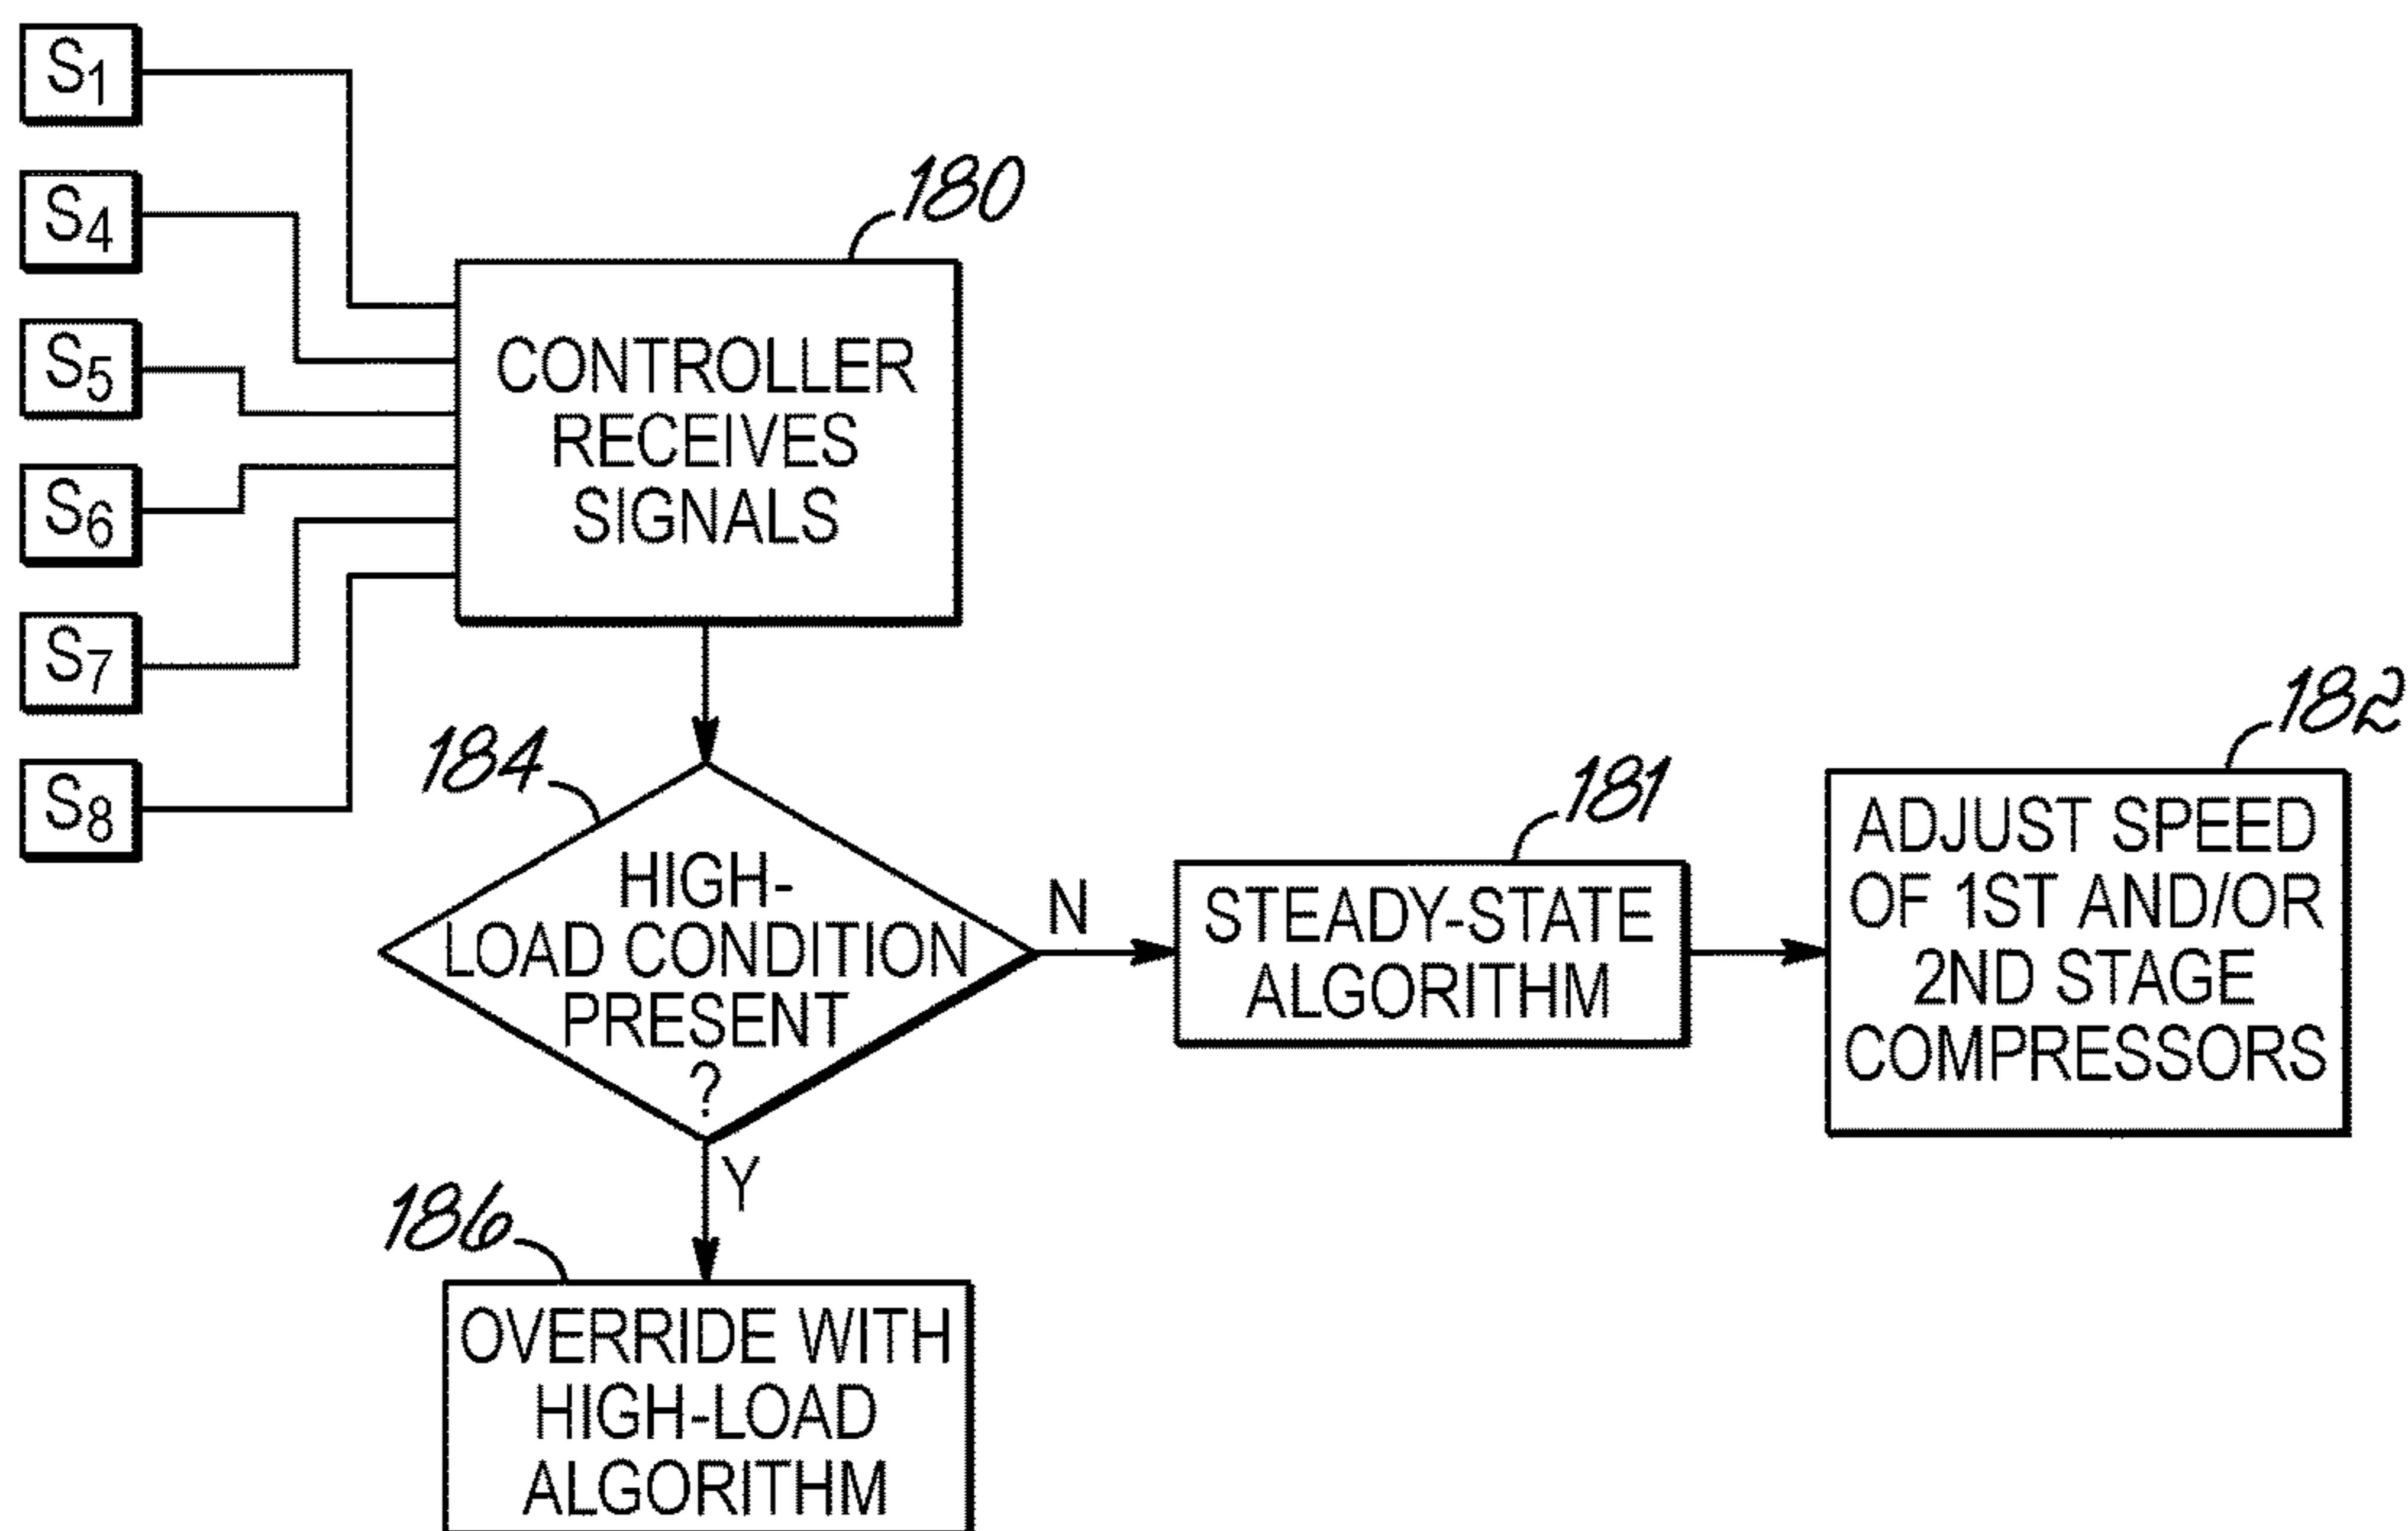 S1
S4
S5
S6
S7
S8
180
CONTROLLER
RECEIVES
SIGNALS
184
HIGH-
LOAD CONDITION
PRESENT
?
N
Y
181
STEADY-STATE
ALGORITHM
182
ADJUST SPEED
OF 1ST AND/OR
2ND STAGE
COMPRESSORS
186
OVERRIDE WITH
HIGH-LOAD
ALGORITHM